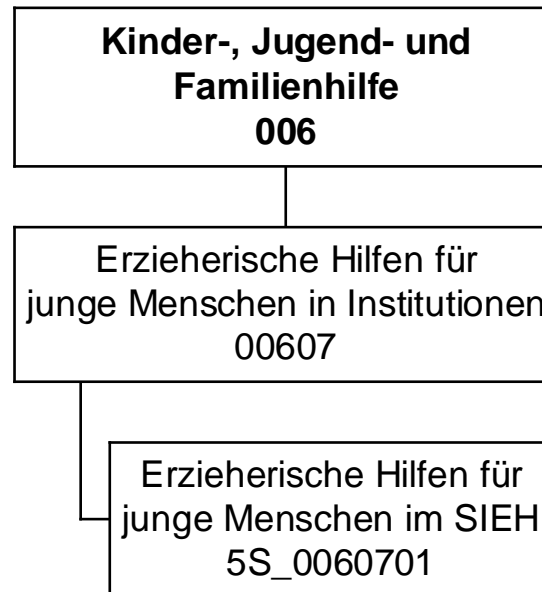 Kinder-, Jugend- und
Familienhilfe
006
Erzieherische Hilfen für
junge Menschen in Institutionen
00607
Erzieherische Hilfen für
junge Menschen im SIEH
5S_0060701